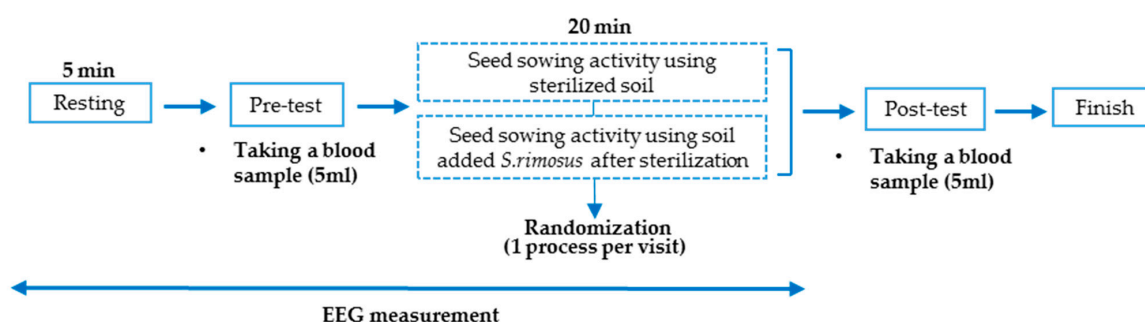 5 min
Resting
Pre-test
• Taking a blood
sample (5ml)
20 min
Seed sowing activity using
sterilized soil
Seed sowing activity using soil
added S.rimosus after sterilization
Randomization
(1 process per visit)
Post-test
• Taking a blood
sample (5ml)
Finish
EEG measurement